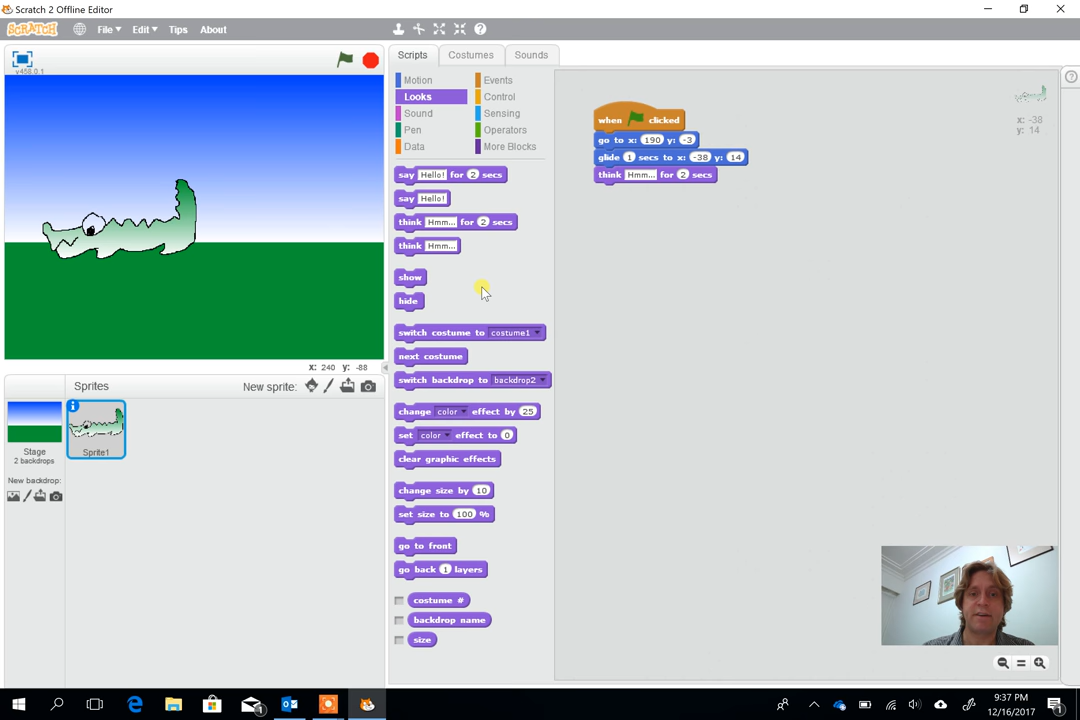 Scratch 2 Offline Editor
SCRATCH File Edit Tips About
v458.0.1
Scripts Costumes Sounds
Motion Events
Looks Control
Sound Sensing
Pen Operators
Data More Blocks
say Hello! for 2 secs
say Hello!
think Hmm... for 2 secs
think Hmm...
show
hide
switch costume to costume1
next costume
switch backdrop to backdrop2
change color effect by 25
set color effect to 0
clear graphic effects
change size by 10
set size to 100 %
go to front
go back 1 layers
costume #
backdrop name
size
when clicked
go to x: 190 y: -3
glide 1 secs to x: -38 y: 14
think Hmm... for 2 secs
x: -38
y: 14
x: 240 y: -88
Sprites New sprite:
Stage
2 backdrops
New backdrop:
Sprite1
9:37 PM
12/16/2017